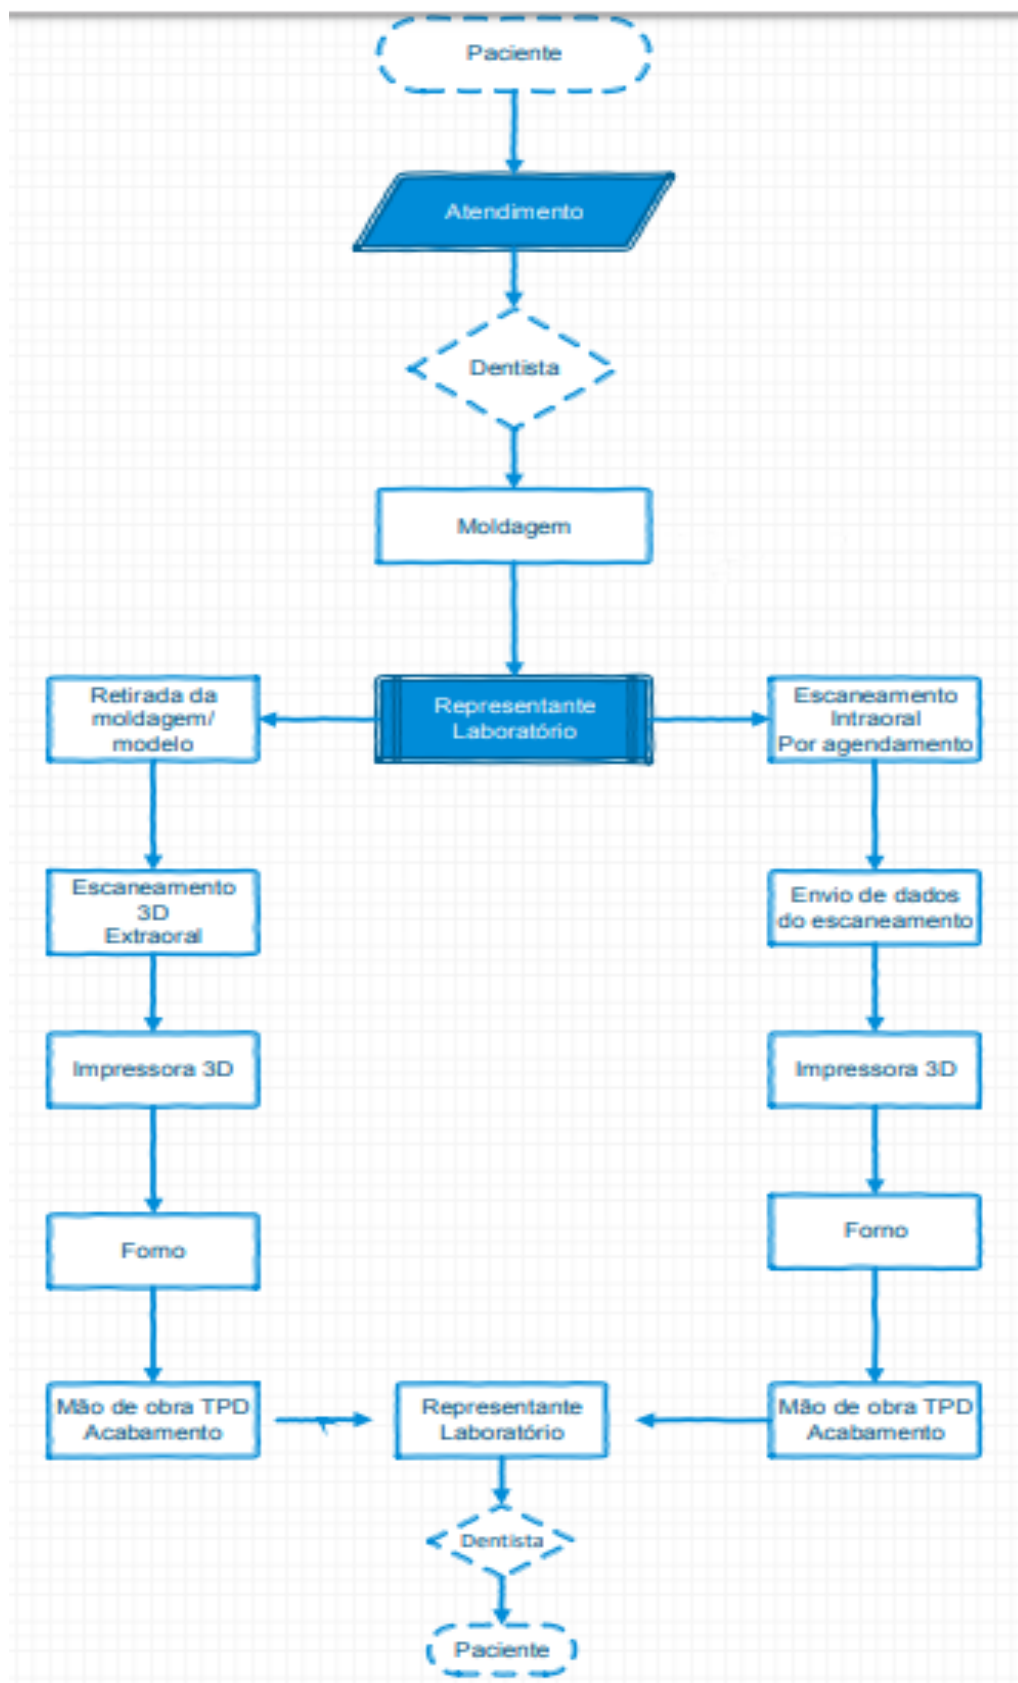 Paciente
Atendimento
Dentista
Moldagem
Retirada da
moldagem/
modelo
Representante
Laboratório
Escaneamento
Intraoral
Por agendamento
Escaneamento
3D
Extraoral
Envio de dados
do escaneamento
Impressora 3D
Impressora 3D
Forno
Forno
Mão de obra TPD
Acabamento
Representante
Laboratório
Mão de obra TPD
Acabamento
Dentista
Paciente